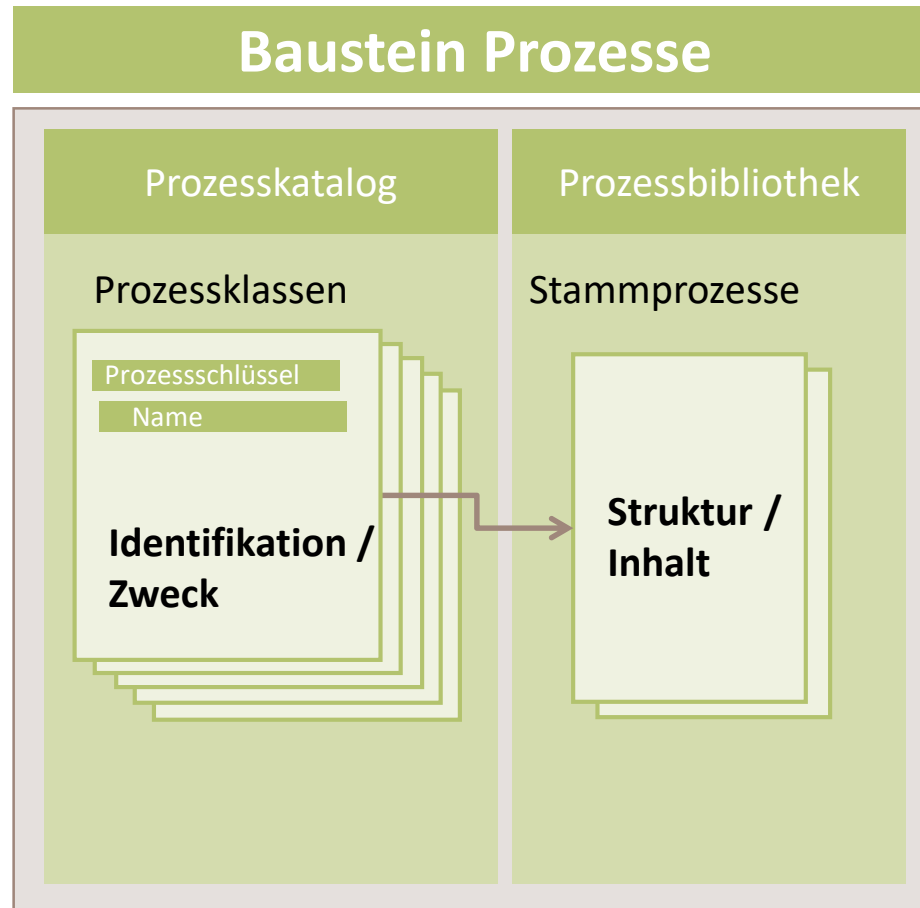 Baustein Prozesse
Prozesskatalog
Prozessklassen
Prozessschlüssel
Name
Identifikation /
Zweck
Prozessbibliothek
Stammprozesse
Struktur /
Inhalt